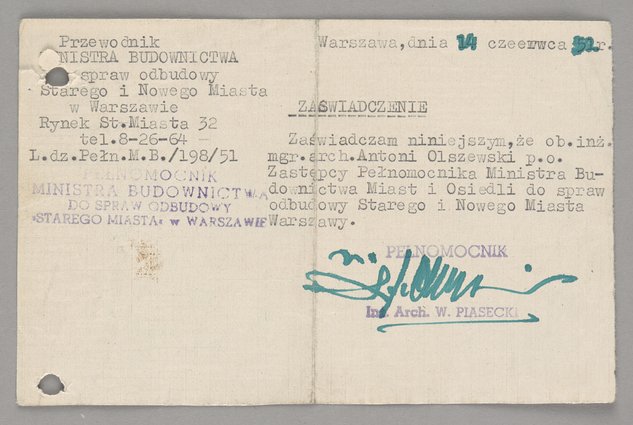 Przewodnik
NISTRA BUDOWNICTWA
spraw odbudowy
Starego i Nowego Miasta
w Warszawie
Rynek St.Miasta 32
tel.8-26-64 —
L.dz.Pełn.M.B./198/51
PEŁNOMOCNIK
MINISTRA BUDOWNICTWA
DO SPRAW ODBUDOWY
"STAREGO MIASTA" w WARSZAWIE
Warszawa,dnia 14 czeerwca 52 r.
ZAŚWIADCZENIE
Zaświadczam niniejszym,że ob.inż.
mgr.arch.Antoni Olszewski p.o.
Zastępcy Pełnomocnika Ministra Bu-
downictwa Miast i Osiedli do spraw
odbudowy Starego i Nowego Miasta
Warszawy.
PEŁNOMOCNIK
Inż. Arch. W. PIASECKI